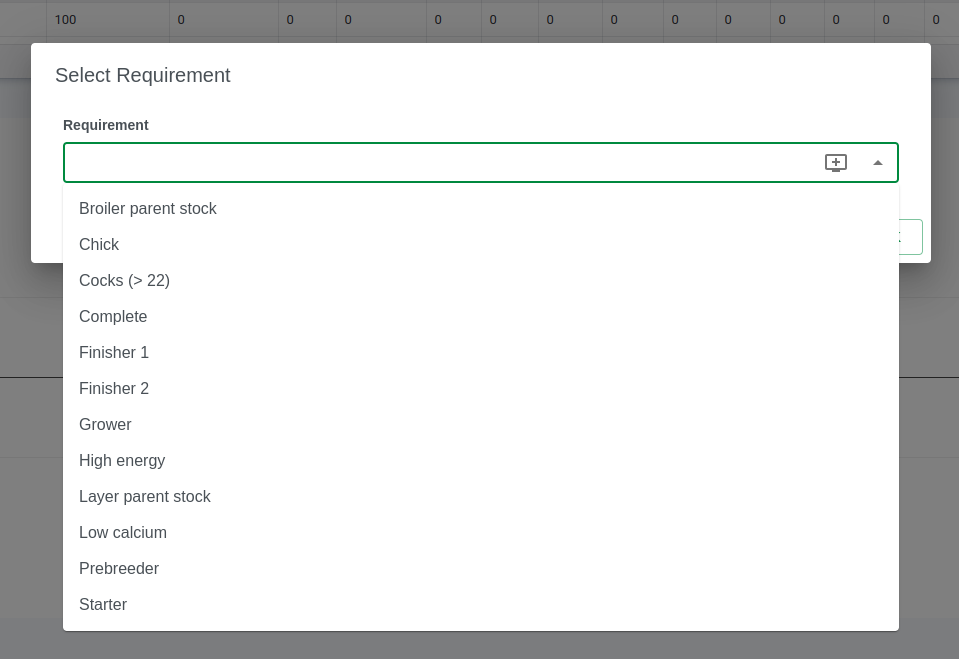 100 0 0 0 0 0 0 0 0 0 0 0 0 0
Select Requirement
Requirement
Broiler parent stock
Chick
Cocks (> 22)
Complete
Finisher 1
Finisher 2
Grower
High energy
Layer parent stock
Low calcium
Prebreeder
Starter